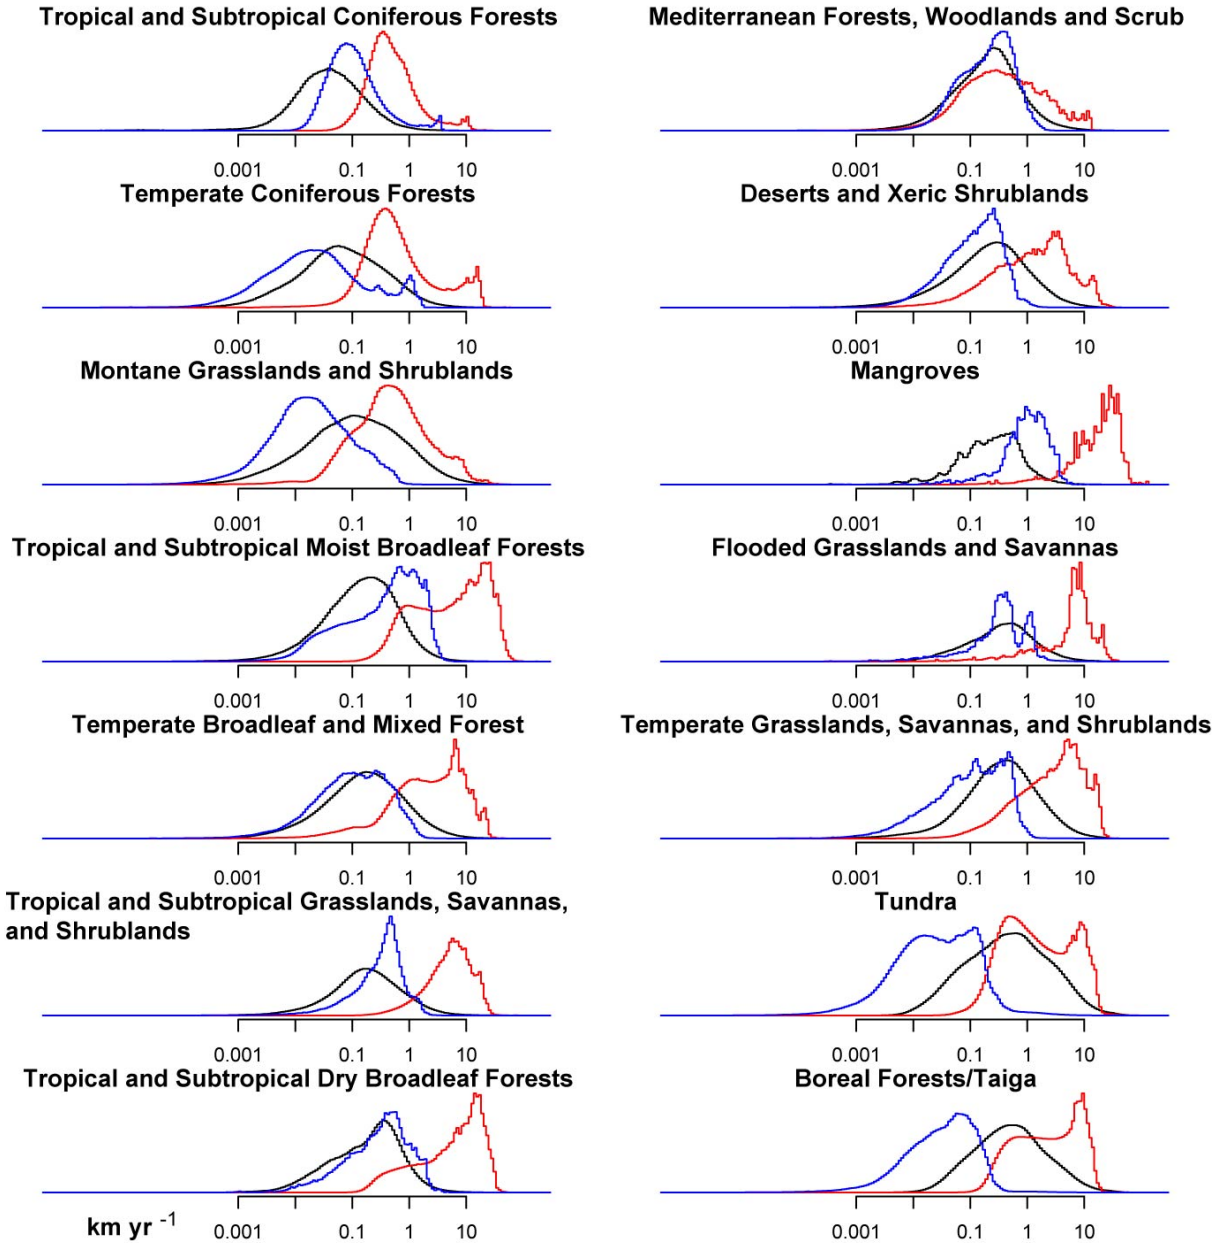 Tropical and Subtropical Coniferous Forests
0.001 0.1 1 10
Temperate Coniferous Forests
0.001 0.1 1 10
Montane Grasslands and Shrublands
0.001 0.1 1 10
Tropical and Subtropical Moist Broadleaf Forests
0.001 0.1 1 10
Temperate Broadleaf and Mixed Forest
0.001 0.1 1 10
Tropical and Subtropical Grasslands, Savannas,
and Shrublands
0.001 0.1 1 10
Tropical and Subtropical Dry Broadleaf Forests
km yr -1 0.001 0.1 1 10
Mediterranean Forests, Woodlands and Scrub
0.001 0.1 1 10
Deserts and Xeric Shrublands
0.001 0.1 1 10
Mangroves
0.001 0.1 1 10
Flooded Grasslands and Savannas
0.001 0.1 1 10
Temperate Grasslands, Savannas, and Shrublands
0.001 0.1 1 10
Tundra
0.001 0.1 1 10
Boreal Forests/Taiga
0.001 0.1 1 10